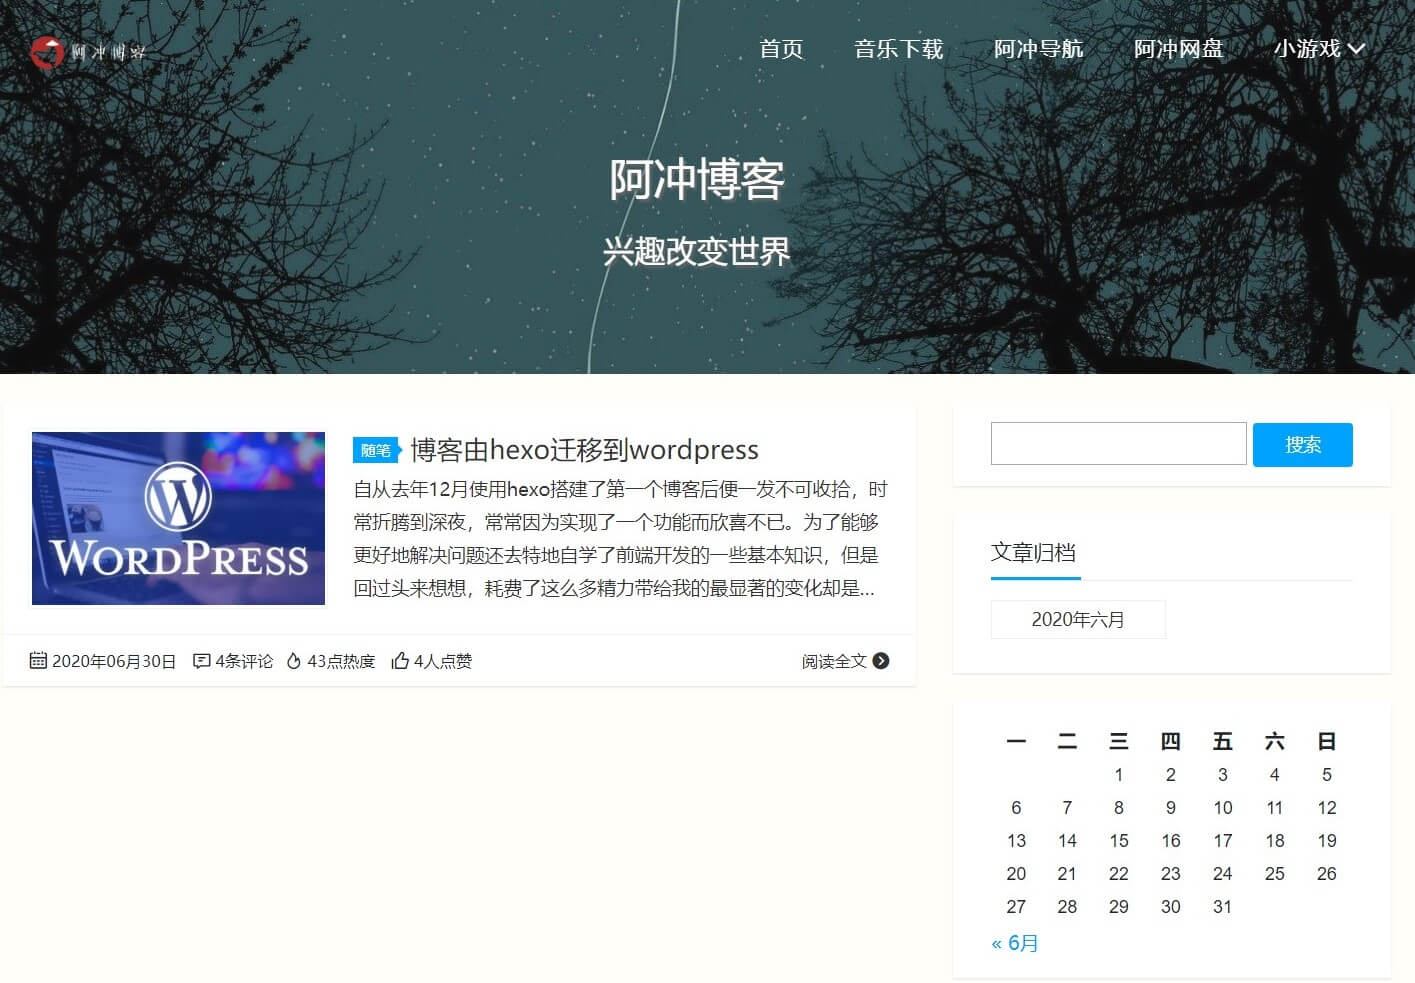 阿冲博客
首页 音乐下载 阿冲导航 阿冲网盘 小游戏
阿冲博客
兴趣改变世界
WORDPRESS
随笔 博客由hexo迁移到wordpress
自从去年12月使用hexo搭建了第一个博客后便一发不可收拾，时
常折腾到深夜，常常因为实现了一个功能而欣喜不已。为了能够
更好地解决问题还去特地自学了前端开发的一些基本知识，但是
回过头来想想，耗费了这么多精力带给我的最显著的变化却是...
2020年06月30日 4条评论 43点热度 4人点赞 阅读全文
搜索
文章归档
2020年六月
一 二 三 四 五 六 日
1 2 3 4 5
6 7 8 9 10 11 12
13 14 15 16 17 18 19
20 21 22 23 24 25 26
27 28 29 30 31
« 6月